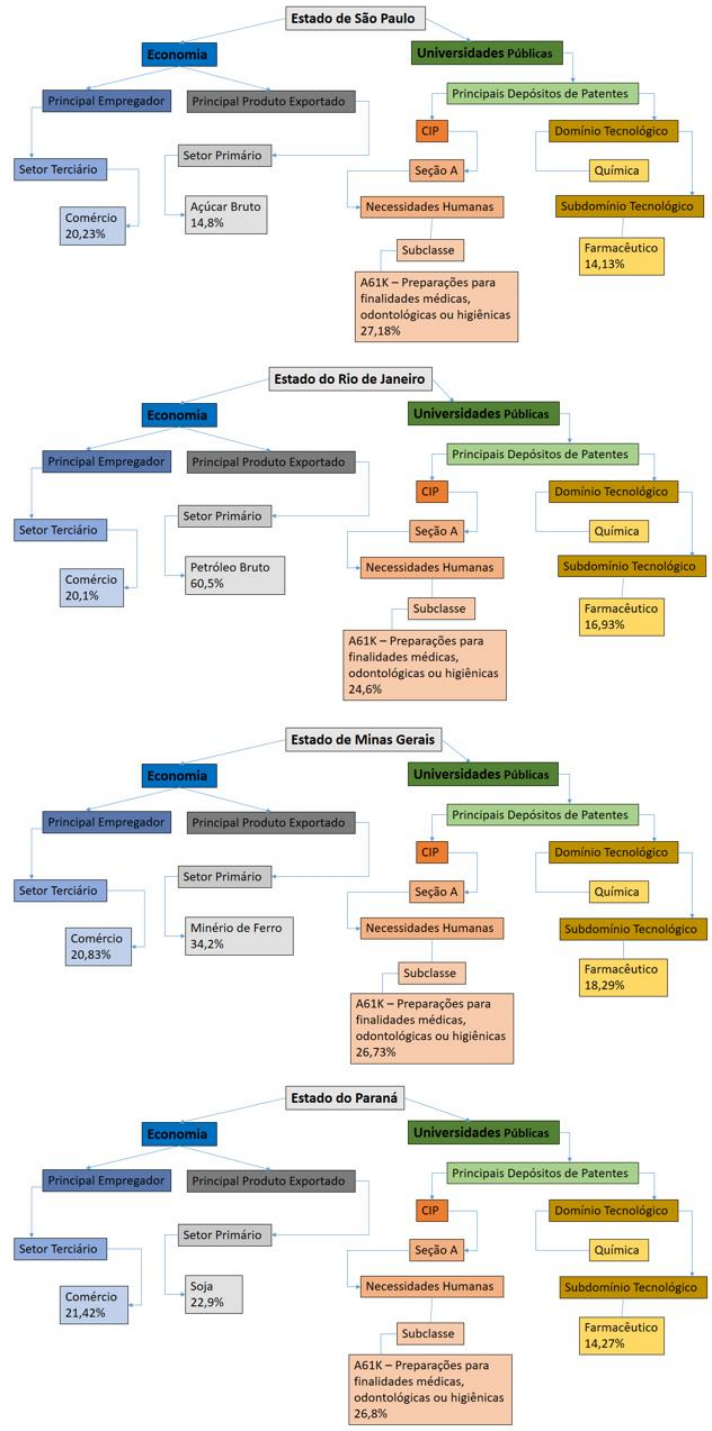 Estado de São Paulo
Economia
Universidades Públicas
Principal Empregador
Principal Produto Exportado
Principais Depósitos de Patentes
CIP
Domínio Tecnológico
Setor Terciário
Setor Primário
Seção A
Química
Comércio
20,23%
Açúcar Bruto
14,8%
Necessidades Humanas
Subdomínio Tecnológico
Subclasse
Farmacêutico
14,13%
A61K – Preparações para
finalidades médicas,
odontológicas ou higiênicas
27,18%
Estado do Rio de Janeiro
Economia
Universidades Públicas
Principal Empregador
Principal Produto Exportado
Principais Depósitos de Patentes
CIP
Domínio Tecnológico
Setor Terciário
Setor Primário
Seção A
Química
Comércio
20,1%
Petróleo Bruto
60,5%
Necessidades Humanas
Subdomínio Tecnológico
Subclasse
Farmacêutico
16,93%
A61K – Preparações para
finalidades médicas,
odontológicas ou higiênicas
24,6%
Estado de Minas Gerais
Economia
Universidades Públicas
Principal Empregador
Principal Produto Exportado
Principais Depósitos de Patentes
CIP
Domínio Tecnológico
Setor Terciário
Setor Primário
Seção A
Química
Comércio
20,83%
Minério de Ferro
34,2%
Necessidades Humanas
Subdomínio Tecnológico
Subclasse
Farmacêutico
18,29%
A61K – Preparações para
finalidades médicas,
odontológicas ou higiênicas
26,73%
Estado do Paraná
Economia
Universidades Públicas
Principal Empregador
Principal Produto Exportado
Principais Depósitos de Patentes
CIP
Domínio Tecnológico
Setor Terciário
Setor Primário
Seção A
Química
Comércio
21,42%
Soja
22,9%
Necessidades Humanas
Subdomínio Tecnológico
Subclasse
Farmacêutico
14,27%
A61K – Preparações para
finalidades médicas,
odontológicas ou higiênicas
26,8%